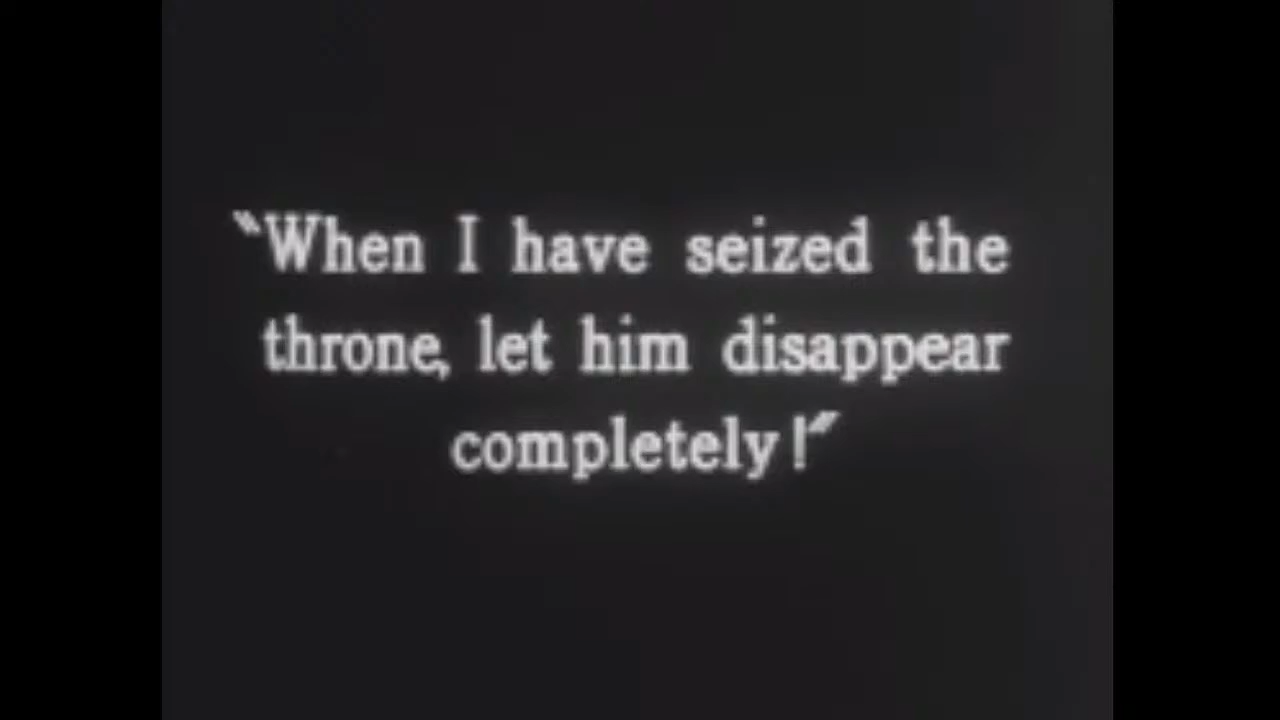 "When I have seized the
throne, let him disappear
completely!"